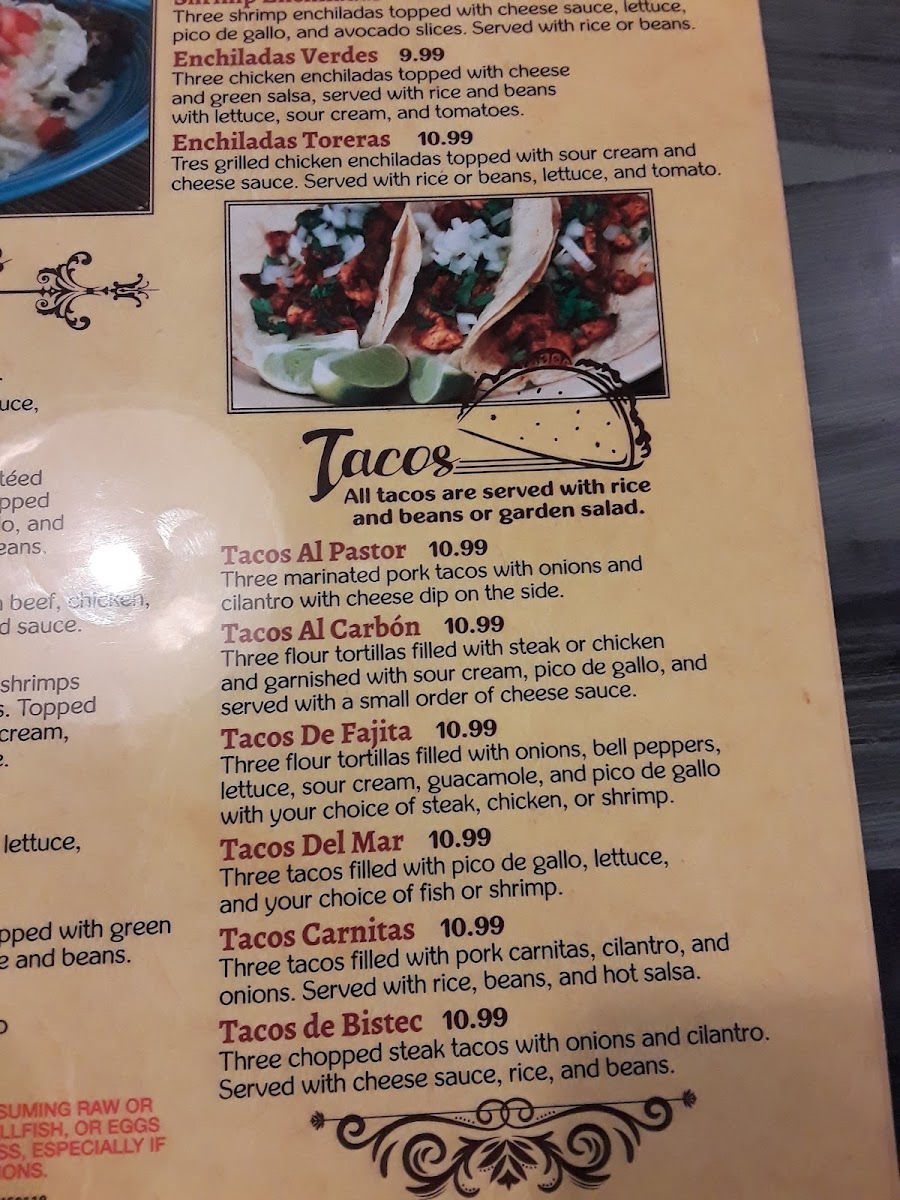 Three shrimp enchiladas topped with cheese sauce, lettuce,
pico de gallo, and avocado slices. Served with rice or beans.
Enchiladas Verdes 9.99
Three chicken enchiladas topped with cheese
and green salsa, served with rice and beans
with lettuce, sour cream, and tomatoes.
Enchiladas Toreras 10.99
Tres grilled chicken enchiladas topped with sour cream and
cheese sauce. Served with rice or beans, lettuce, and tomato.
Tacos
All tacos are served with rice
and beans or garden salad.
Tacos Al Pastor 10.99
Three marinated pork tacos with onions and
cilantro with cheese dip on the side.
Tacos Al Carbón 10.99
Three flour tortillas filled with steak or chicken
and garnished with sour cream, pico de gallo, and
served with a small order of cheese sauce.
Tacos De Fajita 10.99
Three flour tortillas filled with onions, bell peppers,
lettuce, sour cream, guacamole, and pico de gallo
with your choice of steak, chicken, or shrimp.
Tacos Del Mar 10.99
Three tacos filled with pico de gallo, lettuce,
and your choice of fish or shrimp.
Tacos Carnitas 10.99
Three tacos filled with pork carnitas, cilantro, and
onions. Served with rice, beans, and hot salsa.
Tacos de Bistec 10.99
Three chopped steak tacos with onions and cilantro.
Served with cheese sauce, rice, and beans.
beef, chicken,
sauce.
shrimps
Topped
cream,
lettuce,
with green
and beans.
RAW OR
OR EGGS
ESPECIALLY IF